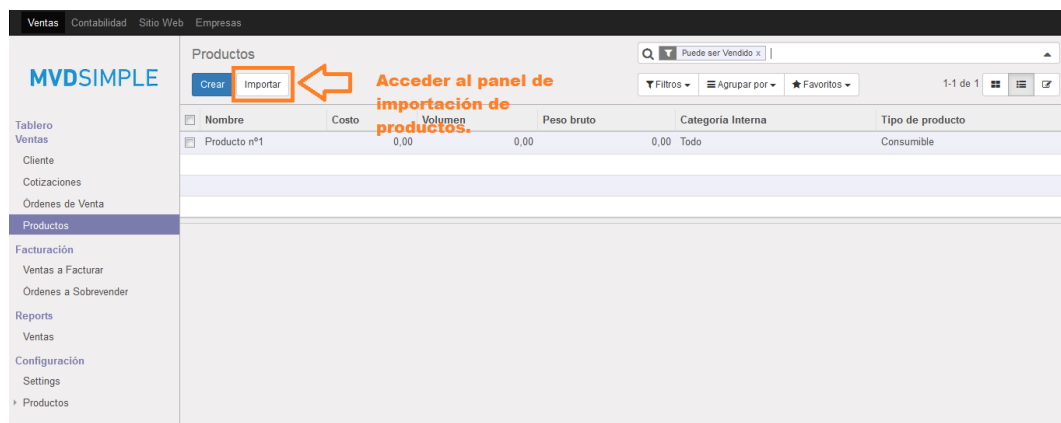 Ventas Contabilidad Sitio Web Empresas
MVDSIMPLE
Tablero
Ventas
Cliente
Cotizaciones
Órdenes de Venta
Productos
Facturación
Ventas a Facturar
Órdenes a Sobrevender
Reports
Ventas
Configuración
Settings
Productos
Productos
Puede ser Vendido x
Crear Importar
Acceder al panel de
importación de
productos.
Filtros Agrupar por Favoritos 1-1 de 1
Nombre Costo Volumen Peso bruto Categoría Interna Tipo de producto
Producto nº1 0,00 0,00 0,00 Todo Consumible